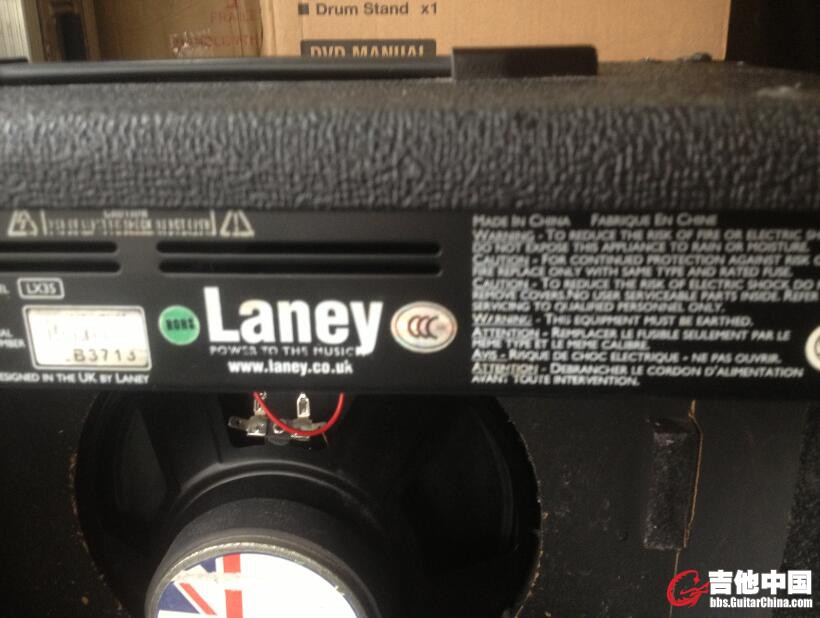 Drum Stand x1
DVD MANUAL
MADE IN CHINA FABRIQUE EN CHINE
WARNING - TO REDUCE THE RISK OF FIRE OR ELECTRIC SH
DO NOT EXPOSE THIS APPLIANCE TO RAIN OR MOISTURE.
CAUTION - FOR CONTINUED PROTECTION AGAINST RISK O
FIRE REPLACE ONLY WITH SAME TYPE AND RATED FUSE.
CAUTION - TO REDUCE THE RISK OF ELECTRIC SHOCK DO N
REMOVE COVERS.NO USER SERVICEABLE PARTS INSIDE. REFER
SERVICING TO QUALIFIED PERSONNEL ONLY.
WARNING - THIS EQUIPMENT MUST BE EARTHED.
ATTENTION - REMPLACER LE FUSIBLE SEULEMENT PAR LE
MEME TYPE ET LE MEME CALIBRE.
AVIS - RISQUE DE CHOC ELECTRIQUE - NE PAS OUVRIR.
ATTENTION - DEBRANCHER LE CORDON D'ALIMENTATION
AVANT TOUTE INTERVENTION.
LX35
B3713
ROHS
Laney
POWER TO THE MUSIC
www.laney.co.uk
CCC
ESIGNED IN THE UK BY LANEY
吉他中国
bbs.GuitarChina.com